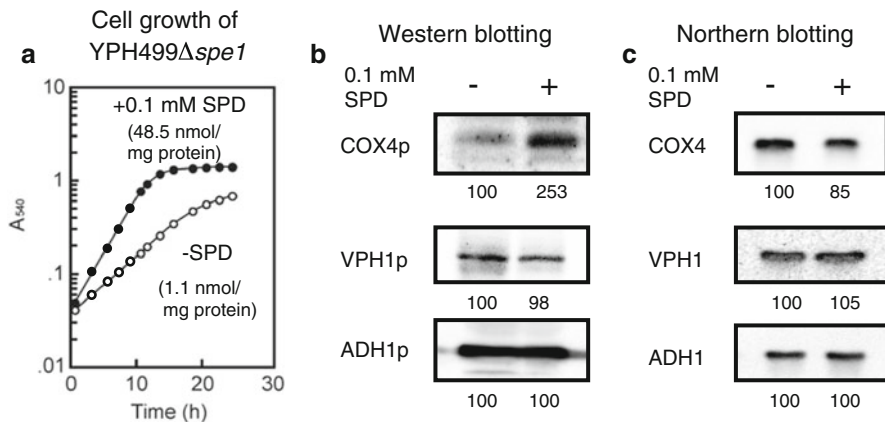 a
Cell growth of
YPH499Δspe1
10
1
.1
.01
A540
+0.1 mM SPD
(48.5 nmol/
mg protein)
-SPD
(1.1 nmol/
mg protein)
0 10 20 30
Time (h)
b
Western blotting
0.1 mM
SPD
- +
COX4p
100 253
VPH1p
100 98
ADH1p
100 100
c
Northern blotting
0.1 mM
SPD
- +
COX4
100 85
VPH1
100 105
ADH1
100 100